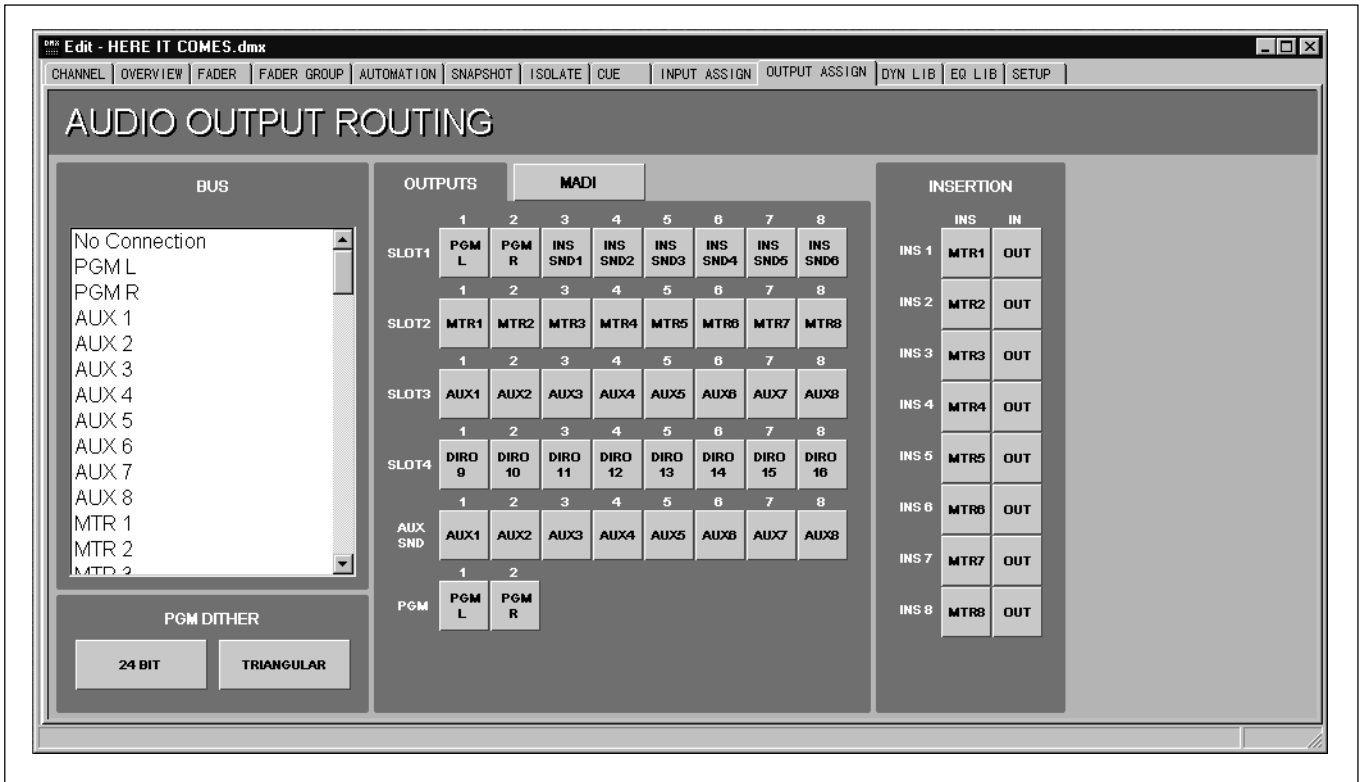 Edit - HERE IT COMES.dmx
CHANNEL OVERVIEW FADER FADER GROUP AUTOMATION SNAPSHOT ISOLATE CUE INPUT ASSIGN OUTPUT ASSIGN DYN LIB EQ LIB SETUP
AUDIO OUTPUT ROUTING
BUS
No Connection
PGM L
PGM R
AUX 1
AUX 2
AUX 3
AUX 4
AUX 5
AUX 6
AUX 7
AUX 8
MTR 1
MTR 2
MTR 3
PGM DITHER
24 BIT TRIANGULAR
OUTPUTS MADI
1 2 3 4 5 6 7 8
SLOT1 PGM L PGM R INS SND1 INS SND2 INS SND3 INS SND4 INS SND5 INS SND6
1 2 3 4 5 6 7 8
SLOT2 MTR1 MTR2 MTR3 MTR4 MTR5 MTR6 MTR7 MTR8
1 2 3 4 5 6 7 8
SLOT3 AUX1 AUX2 AUX3 AUX4 AUX5 AUX6 AUX7 AUX8
1 2 3 4 5 6 7 8
SLOT4 DIRO 9 DIRO 10 DIRO 11 DIRO 12 DIRO 13 DIRO 14 DIRO 15 DIRO 16
1 2 3 4 5 6 7 8
AUX SND AUX1 AUX2 AUX3 AUX4 AUX5 AUX6 AUX7 AUX8
1 2
PGM PGM L PGM R
INSERTION
INS IN
INS 1 MTR1 OUT
INS 2 MTR2 OUT
INS 3 MTR3 OUT
INS 4 MTR4 OUT
INS 5 MTR5 OUT
INS 6 MTR6 OUT
INS 7 MTR7 OUT
INS 8 MTR8 OUT